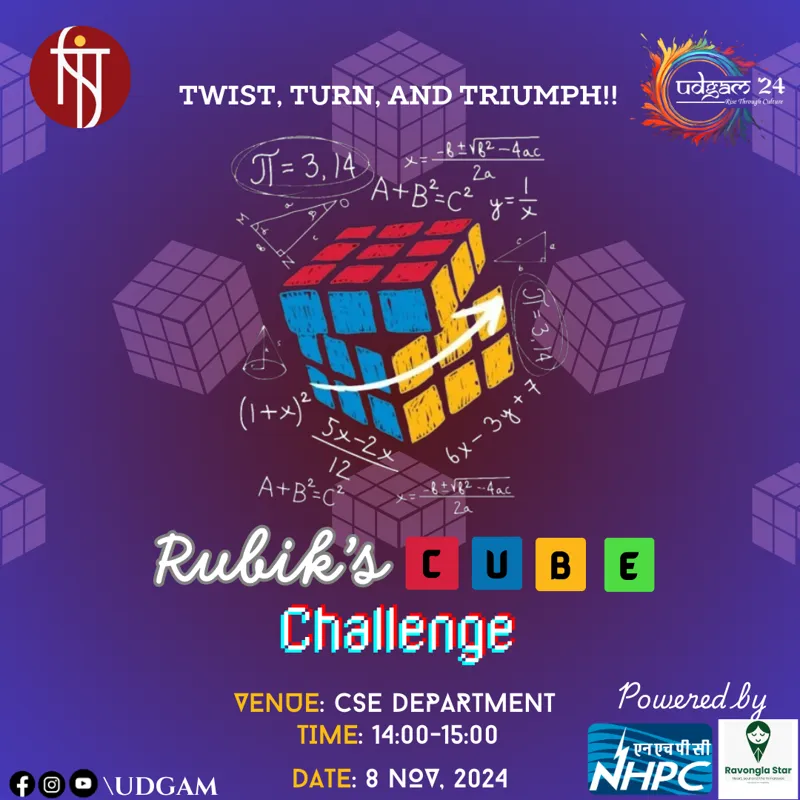 TWIST, TURN, AND TRIUMPH!!
UDGAM '24
Rise Through Culture
π = 3,14
x = -b ± √b² - 4ac
2a
A+B²=C²
y = 1
x
π = 3,14
(1+x)²
5x-2x
12
6x - 3y + 7
A+B²=C²
x = -b ± √b² - 4ac
2a
Rubik's CUBE
Challenge
VENUE: CSE DEPARTMENT
TIME: 14:00-15:00
DATE: 8 NOV, 2024
Powered by
एन एच पी सी
NHPC
Ravongla Star
\UDGAM